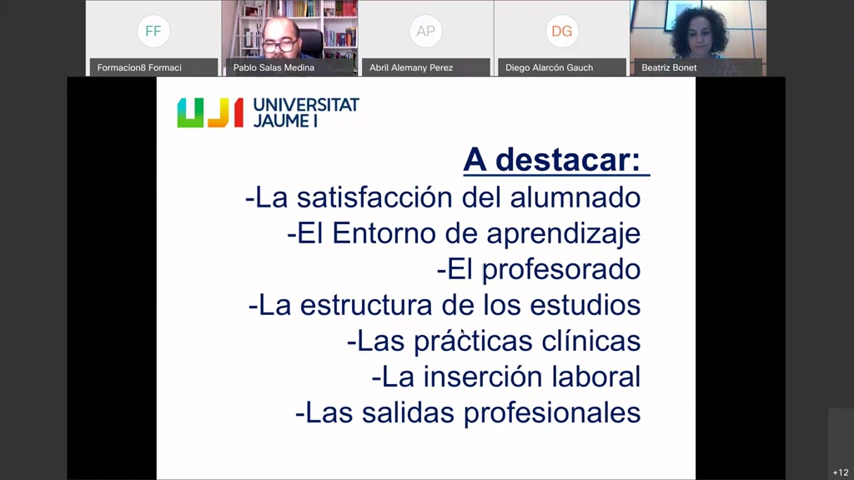 FF
AP
DG
Formacion8 Formaci
Pablo Salas Medina
Abril Alemany Perez
Diego Alarcón Gauch
Beatriz Bonet
UJI UNIVERSITAT
JAUME I
A destacar:
-La satisfacción del alumnado
-El Entorno de aprendizaje
-El profesorado
-La estructura de los estudios
-Las prácticas clínicas
-La inserción laboral
-Las salidas profesionales
+12